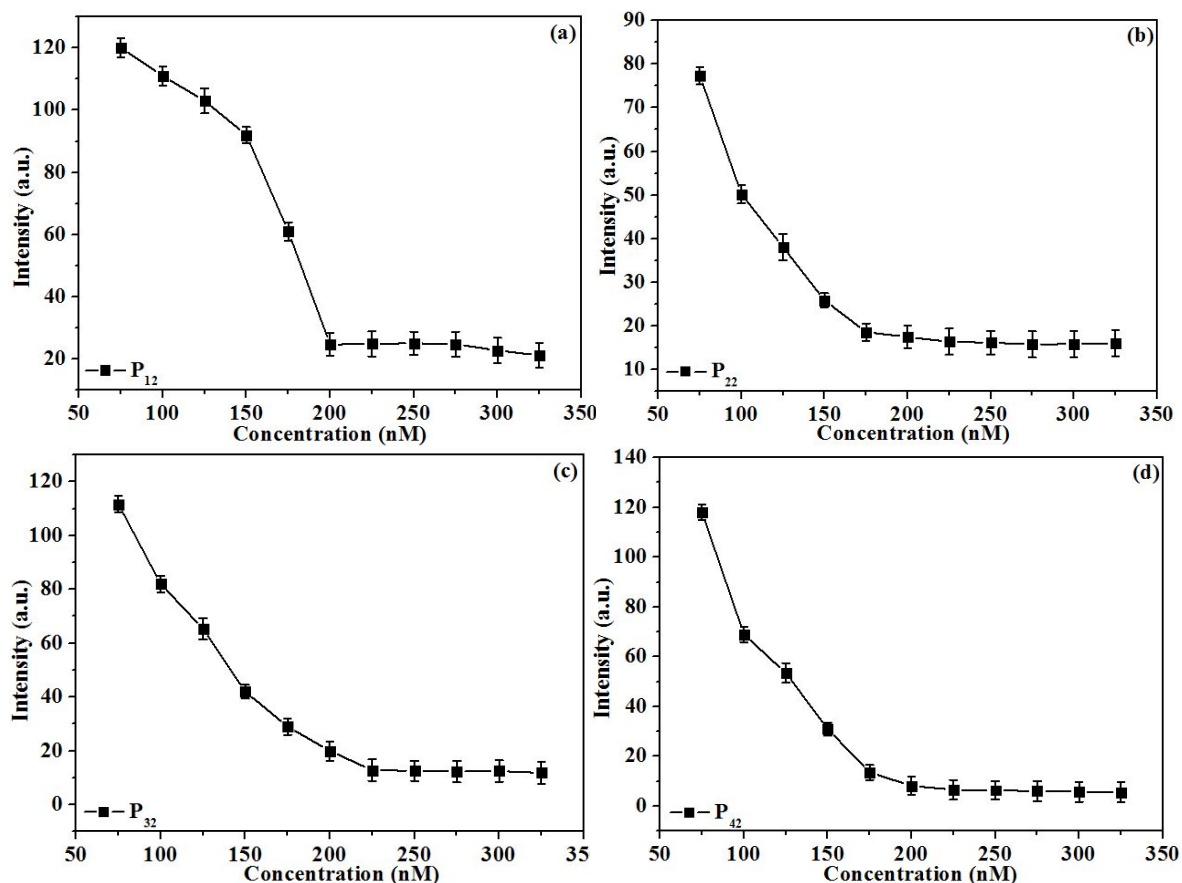 (a)
120
100
80
60
40
20
Intensity (a.u.)
P12
50 100 150 200 250 300 350
Concentration (nM)
(b)
90
80
70
60
50
40
30
20
10
Intensity (a.u.)
P22
50 100 150 200 250 300 350
Concentration (nM)
(c)
120
100
80
60
40
20
0
Intensity (a.u.)
P32
50 100 150 200 250 300 35
Concentration (nM)
(d)
140
120
100
80
60
40
20
0
Intensity (a.u.)
P42
50 100 150 200 250 300 350
Concentration (nM)